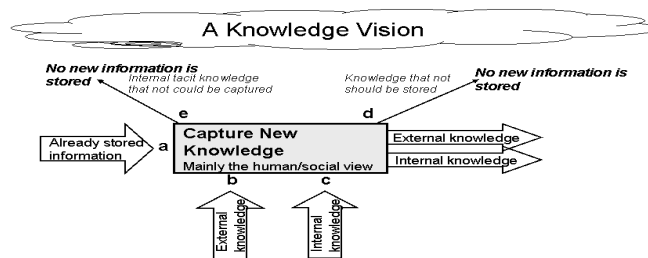 A Knowledge Vision
No new information is
stored
Internal tacit knowledge
that not could be captured
Knowledge that not
should be stored
No new information is
stored
e
d
Already stored
information
a
Capture New
Knowledge
Mainly the human/social view
External knowledge
Internal knowledge
b
c
External
knowledge
Internal
knowledge